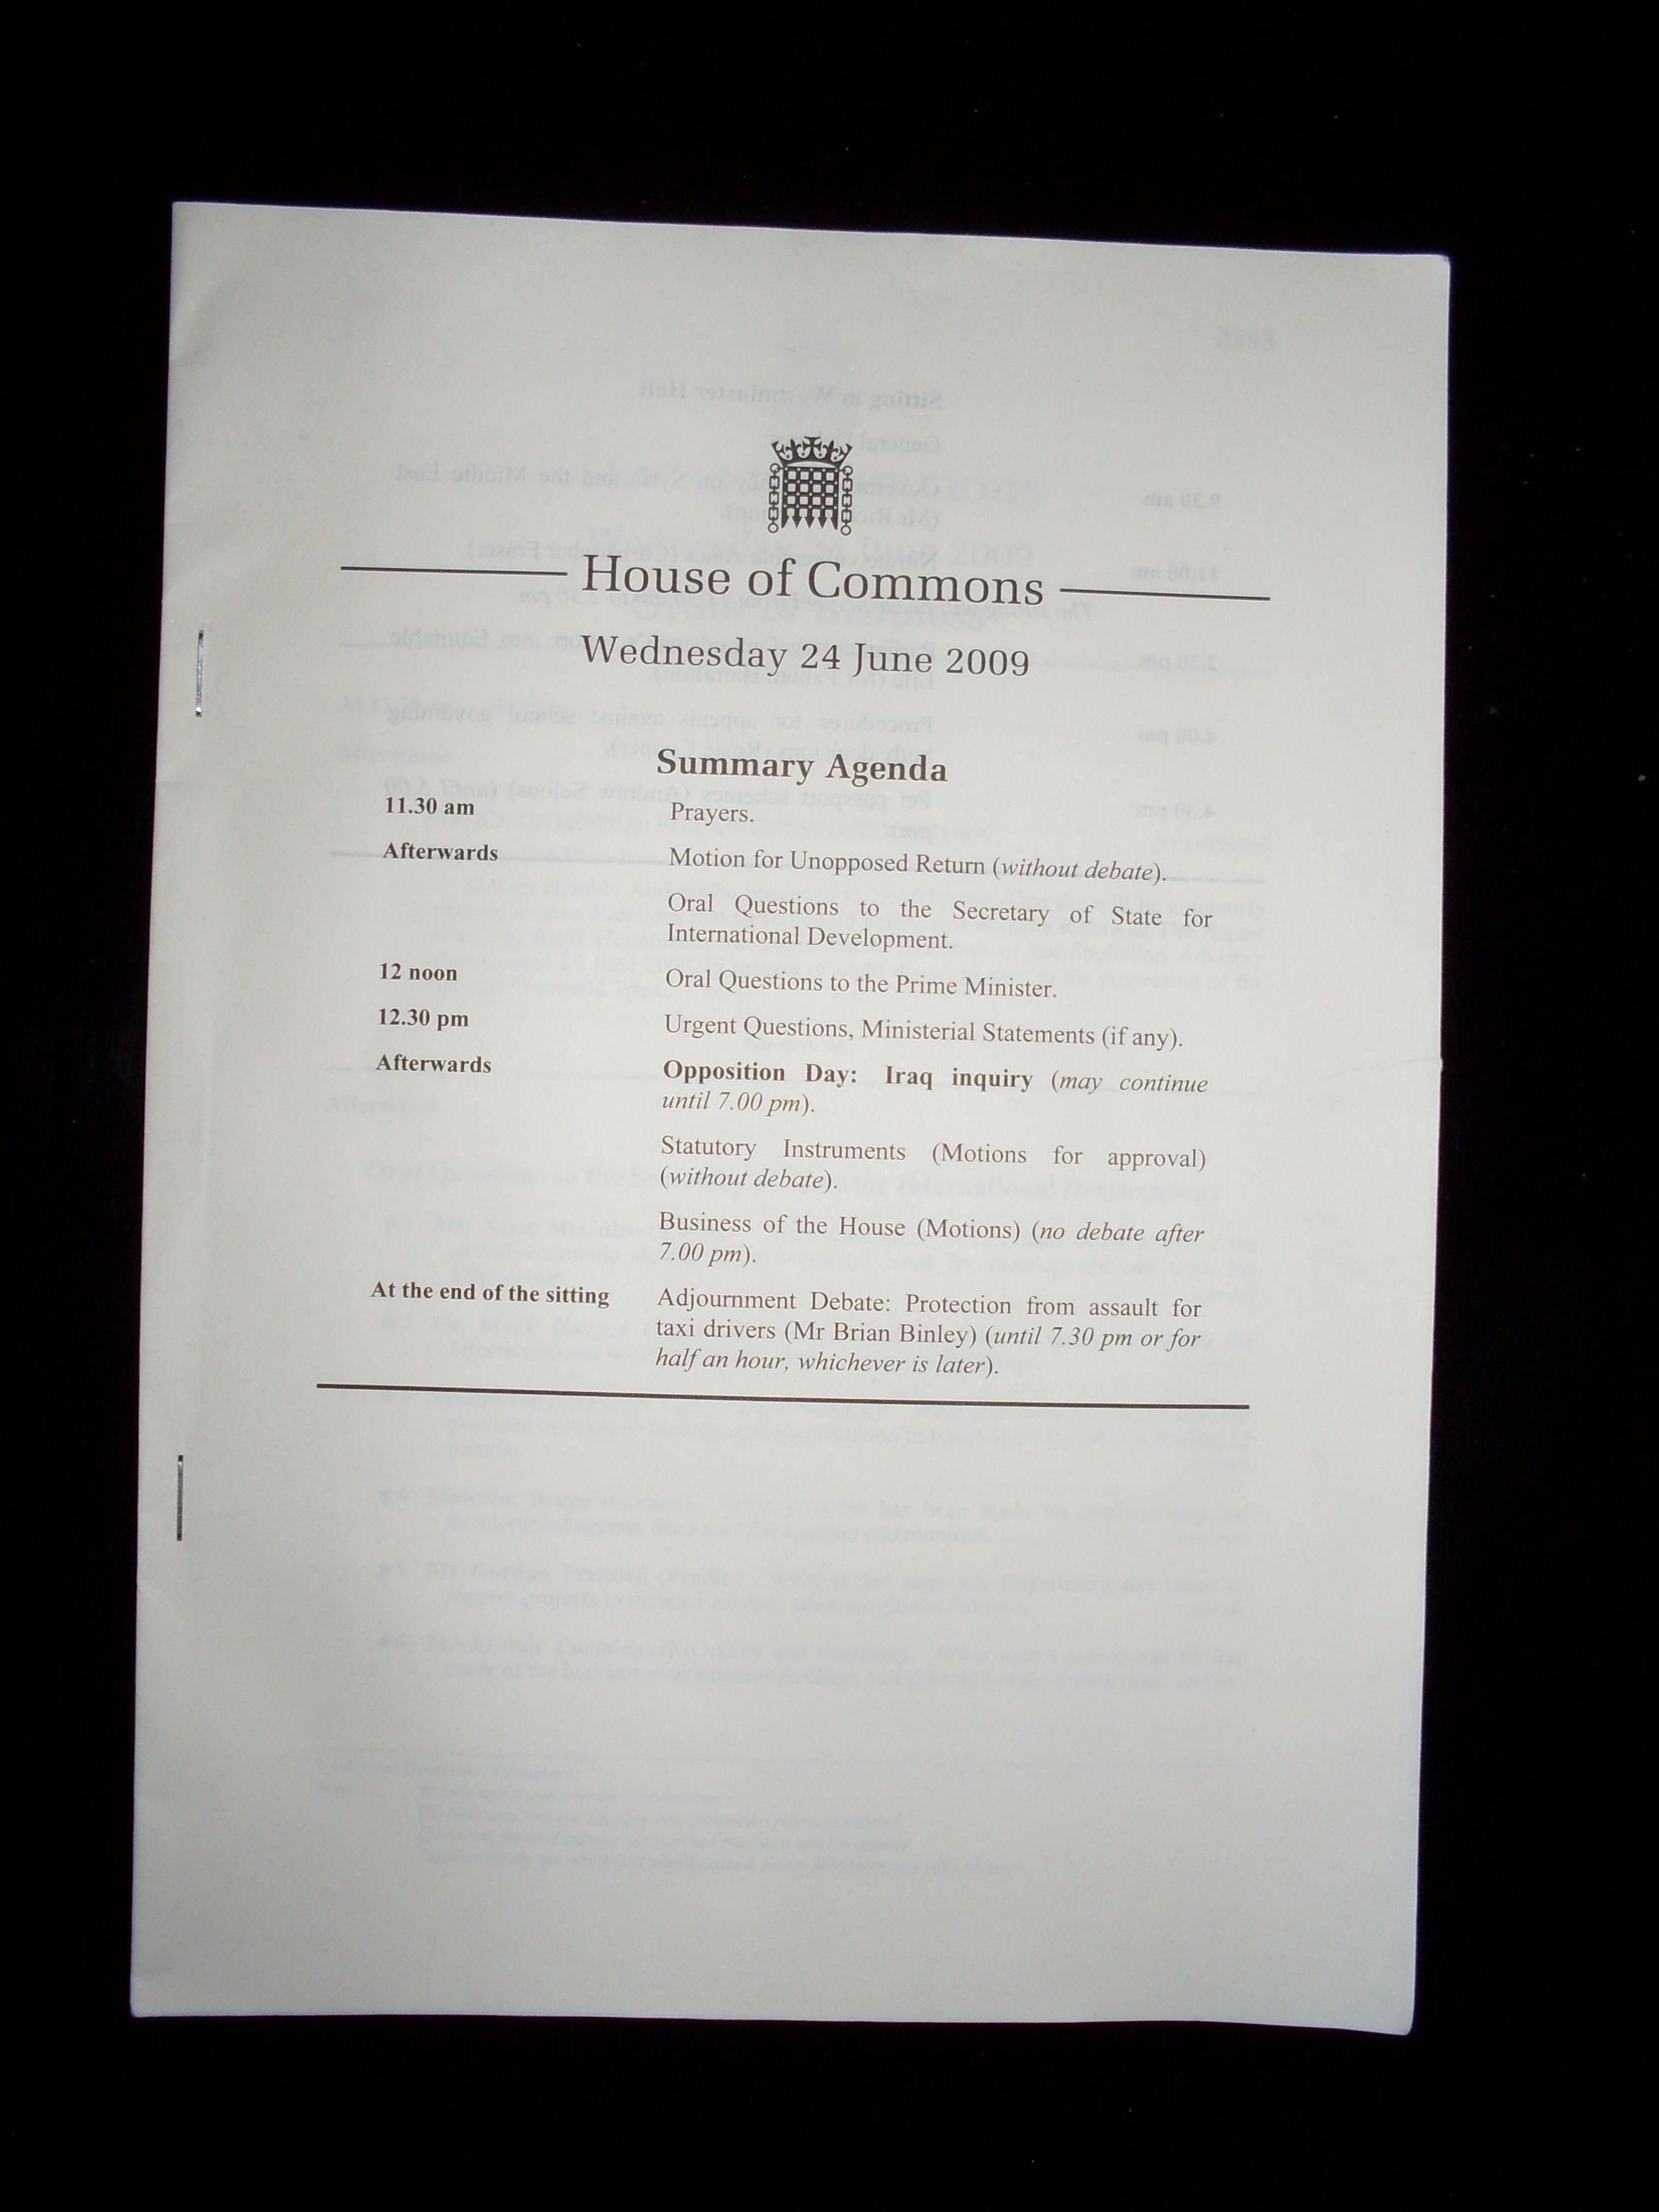 House of Commons
Wednesday 24 June 2009
Summary Agenda
11.30 am Prayers.
Afterwards Motion for Unopposed Return (without debate).
Oral Questions to the Secretary of State for
International Development.
12 noon Oral Questions to the Prime Minister.
12.30 pm Urgent Questions, Ministerial Statements (if any).
Afterwards Opposition Day: Iraq inquiry (may continue
until 7.00 pm).
Statutory Instruments (Motions for approval)
(without debate).
Business of the House (Motions) (no debate after
7.00 pm).
At the end of the sitting Adjournment Debate: Protection from assault for
taxi drivers (Mr Brian Binley) (until 7.30 pm or for
half an hour, whichever is later).